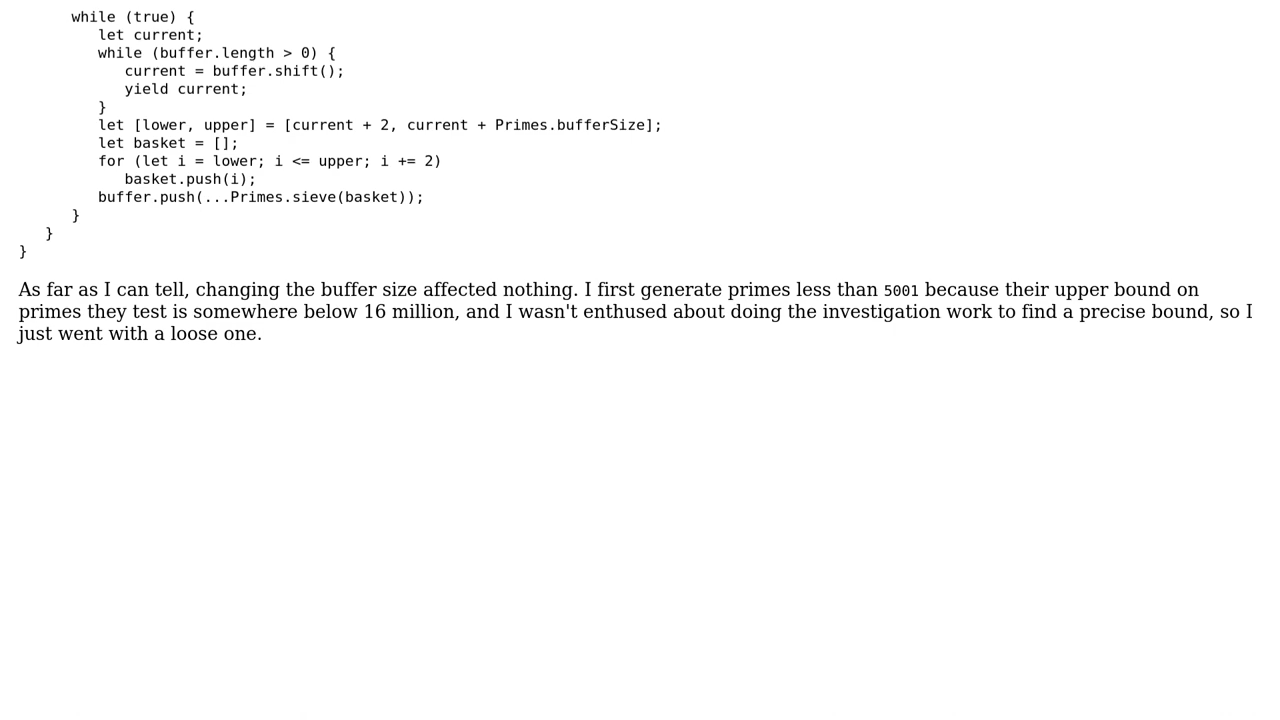 while (true) {
let current;
while (buffer.length > 0) {
current = buffer.shift();
yield current;
}
let [lower, upper] = [current + 2, current + Primes.bufferSize];
let basket = [];
for (let i = lower; i <= upper; i += 2)
basket.push(i);
buffer.push(...Primes.sieve(basket));
}
}
}
As far as I can tell, changing the buffer size affected nothing. I first generate primes less than 5001 because their upper bound on
primes they test is somewhere below 16 million, and I wasn't enthused about doing the investigation work to find a precise bound, so I
just went with a loose one.